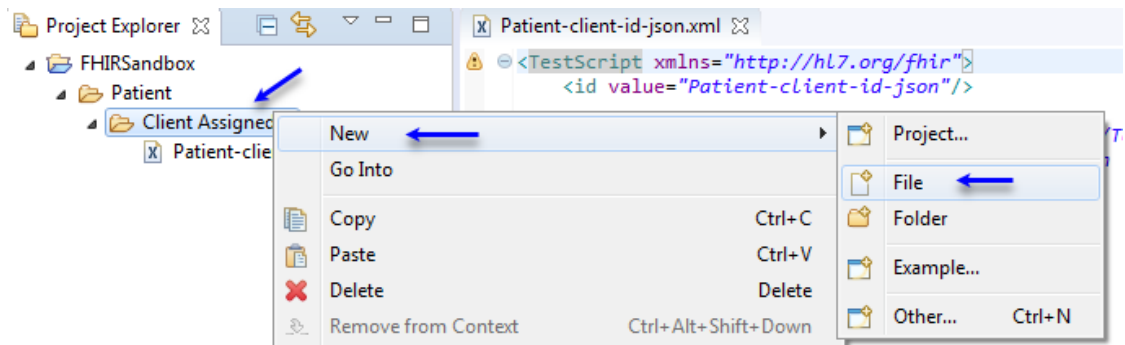 Project Explorer
Patient-client-id-json.xml
FHIRSandbox
Patient
Client Assigned
Patient-clie
<TestScript xmlns="http://hl7.org/fhir">
<id value="Patient-client-id-json"/>
New
Go Into
Copy Ctrl+C
Paste Ctrl+V
Delete Delete
Remove from Context Ctrl+Alt+Shift+Down
Project...
File
Folder
Example...
Other... Ctrl+N